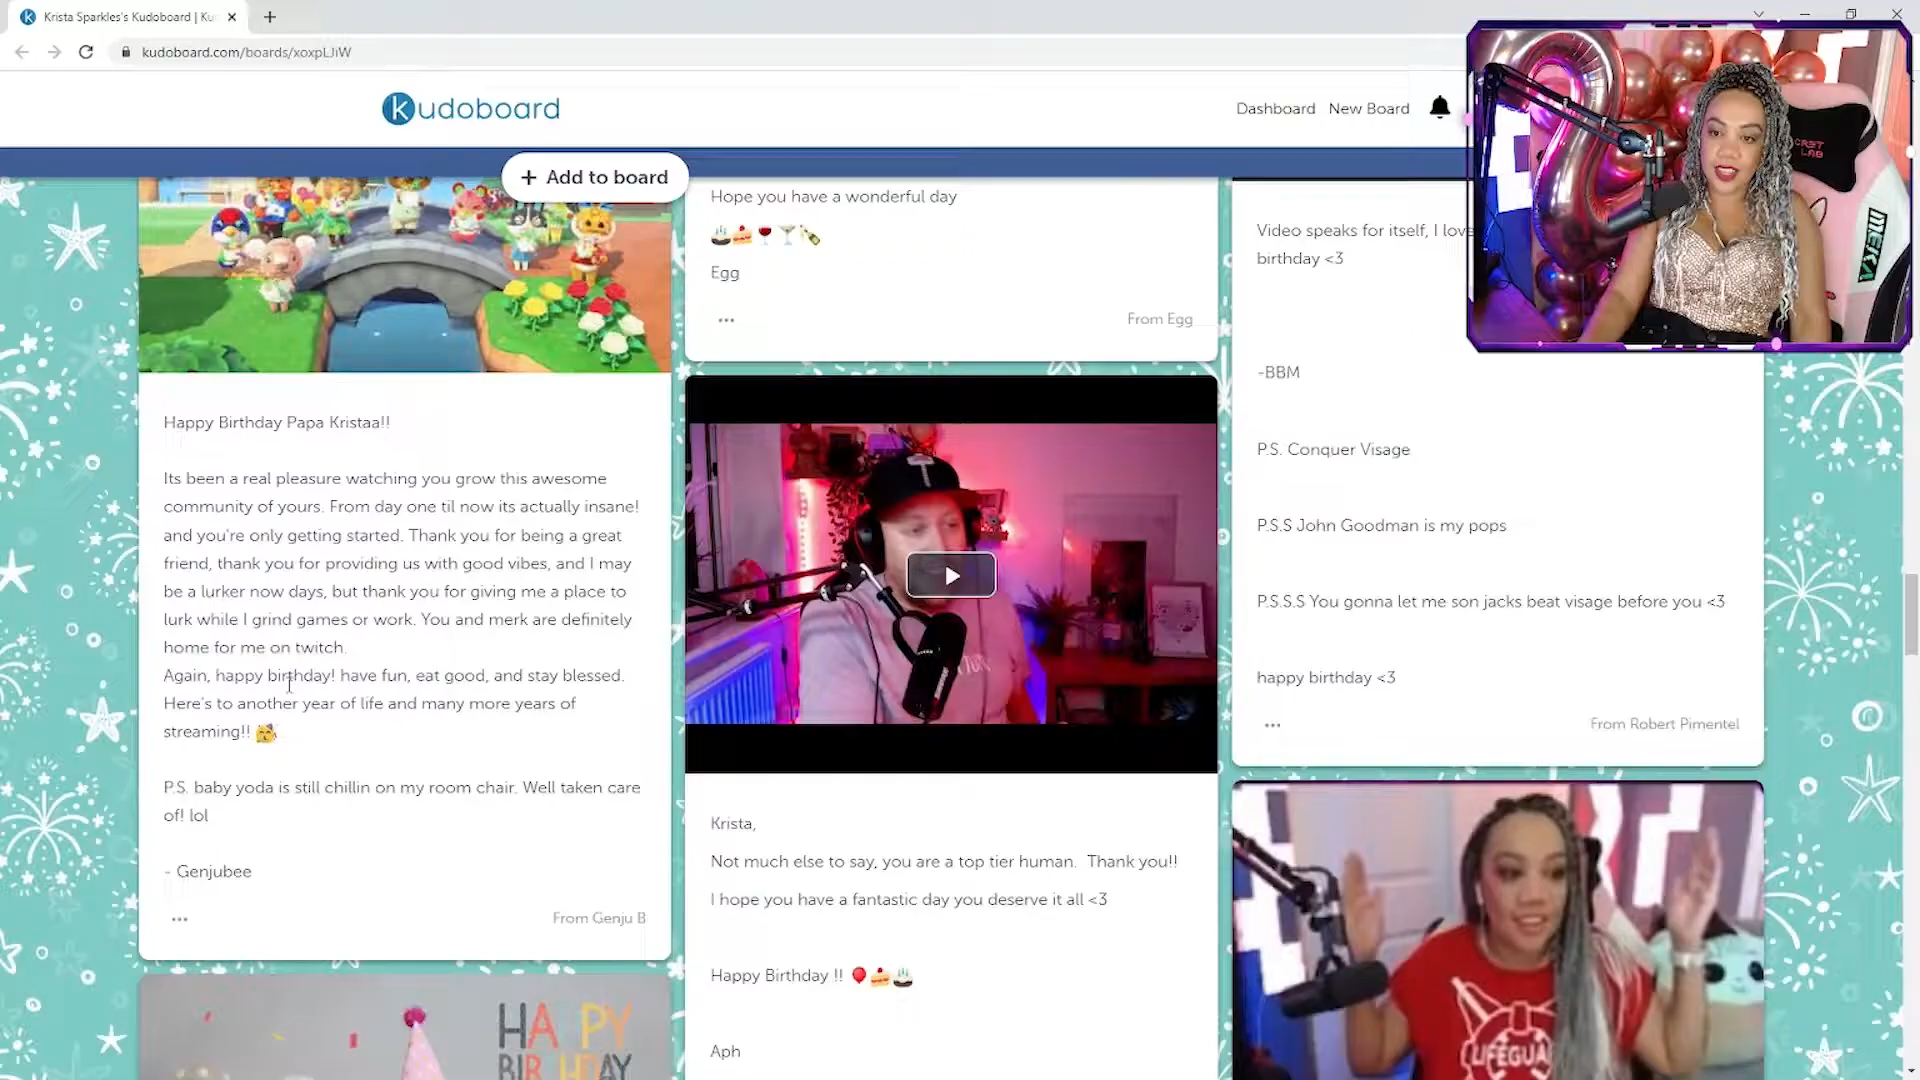 Krista Sparkles's Kudoboard | Ku
kudoboard.com/boards/xoxpLJiW
kudoboard
Dashboard
New Board
+ Add to board
Happy Birthday Papa Kristaa!!
Its been a real pleasure watching you grow this awesome
community of yours. From day one til now its actually insane!
and you're only getting started. Thank you for being a great
friend, thank you for providing us with good vibes, and I may
be a lurker now days, but thank you for giving me a place to
lurk while I grind games or work. You and merk are definitely
home for me on twitch.
Again, happy birthday! have fun, eat good, and stay blessed.
Here's to another year of life and many more years of
streaming!! 🥳
P.S. baby yoda is still chillin on my room chair. Well taken care
of! lol
- Genjubee
From Genju B
HAPPY
BIRTHDAY
Hope you have a wonderful day
🎂🍰🍷🍸🍾
Egg
From Egg
Krista,
Not much else to say, you are a top tier human. Thank you!!
I hope you have a fantastic day you deserve it all <3
Happy Birthday !! 🎈🍰🎂
Aph
Video speaks for itself, I love
birthday <3
-BBM
P.S. Conquer Visage
P.S.S John Goodman is my pops
P.S.S.S You gonna let me son jacks beat visage before you <3
happy birthday <3
From Robert Pimentel
LIFEGUA
CRET
LAB
MEKA